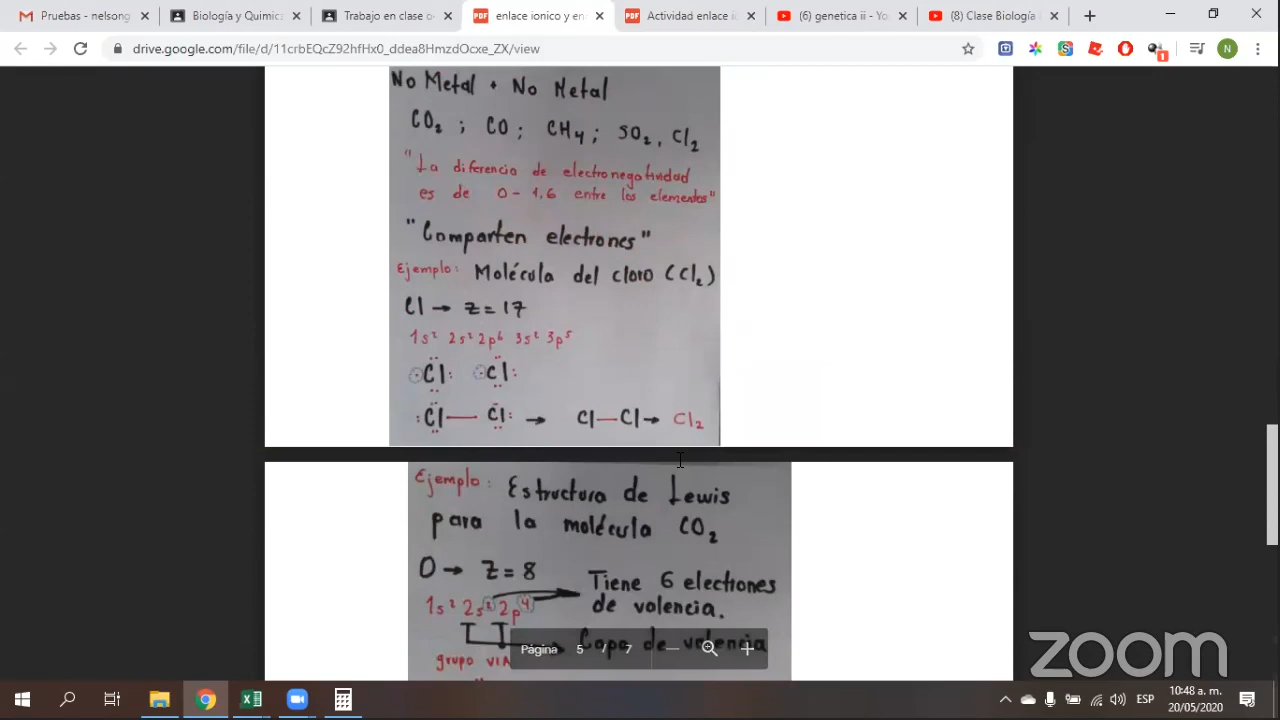 Pruebas - nelsong
Biología y Quimic
Trabajo en clase o
enlace ionico y en
Actividad enlace iu
(6) genetica ii - Yo
(8) Clase Biología
drive.google.com/file/d/11crbEQcZ92hfHx0_ddea8HmzdOcxe_ZX/view
N
1
No Metal + No Metal
CO₂ ; CO ; CH₄ ; SO₂, Cl₂
"La diferencia de electronegatividad
es de 0 - 1,6 entre los elementos"
"Comparten electrones"
Ejemplo: Molécula del cloro (Cl₂)
Cl → Z = 17
1s² 2s² 2p⁶ 3s² 3p⁵
Cl Cl
Cl — Cl → Cl — Cl → Cl₂
Ejemplo: Estructura de Lewis
para la molécula CO₂
O → Z = 8
Tiene 6 electrones
1s² 2s² 2p⁴
de valencia.
Capa de valencia
grupo VIA
Página 5 / 7
zoom
ESP
10:48 a. m.
20/05/2020